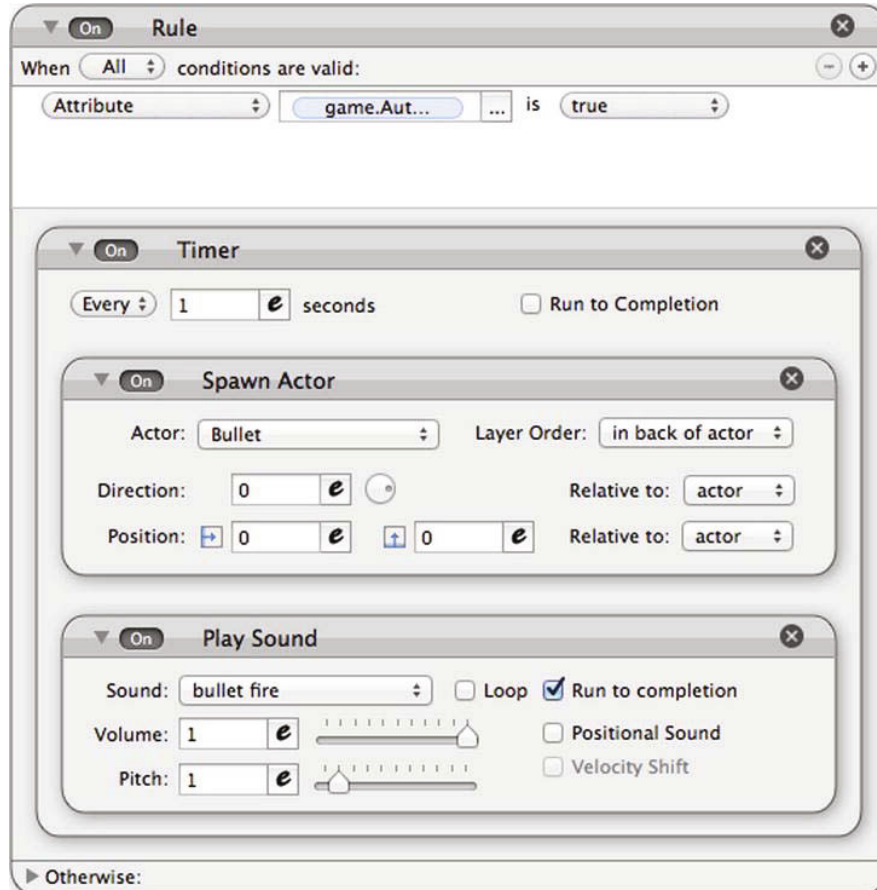 On Rule
When All conditions are valid:
Attribute game.Aut... ... is true
On Timer
Every 1 e seconds Run to Completion
On Spawn Actor
Actor: Bullet Layer Order: in back of actor
Direction: 0 e Relative to: actor
Position: 0 e 0 e Relative to: actor
On Play Sound
Sound: bullet fire Loop Run to completion
Volume: 1 e Positional Sound
Pitch: 1 e Velocity Shift
Otherwise: